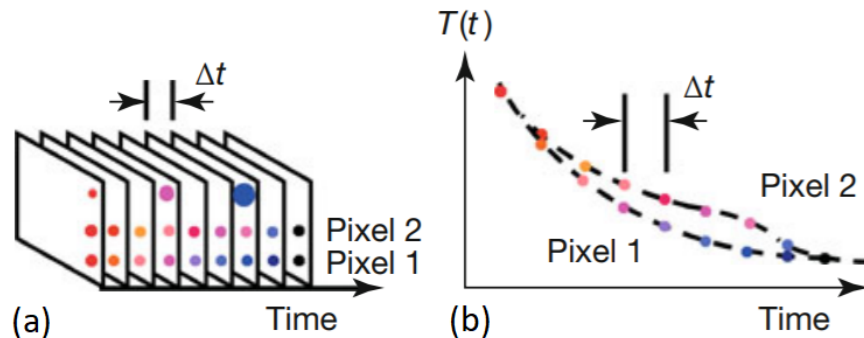 Δt
Pixel 2
Pixel 1
(a)
Time
T(t)
Δt
Pixel 2
Pixel 1
(b)
Time